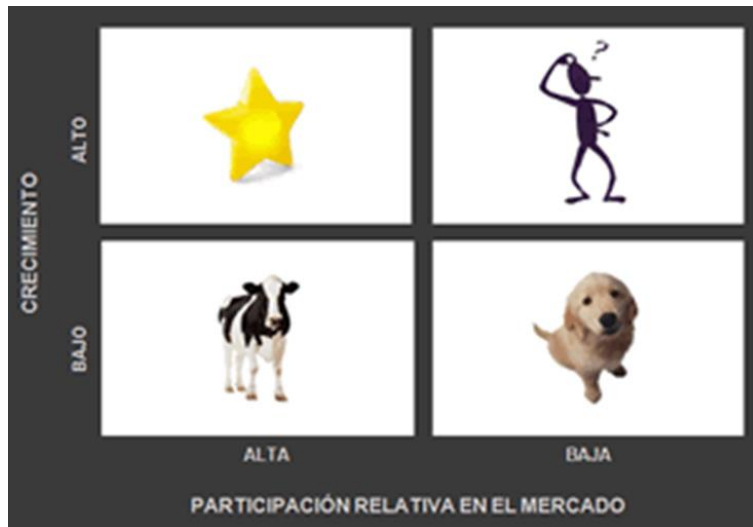 ?
ALTO
CRECIMIENTO
BAJO
ALTA
BAJA
PARTICIPACIÓN RELATIVA EN EL MERCADO